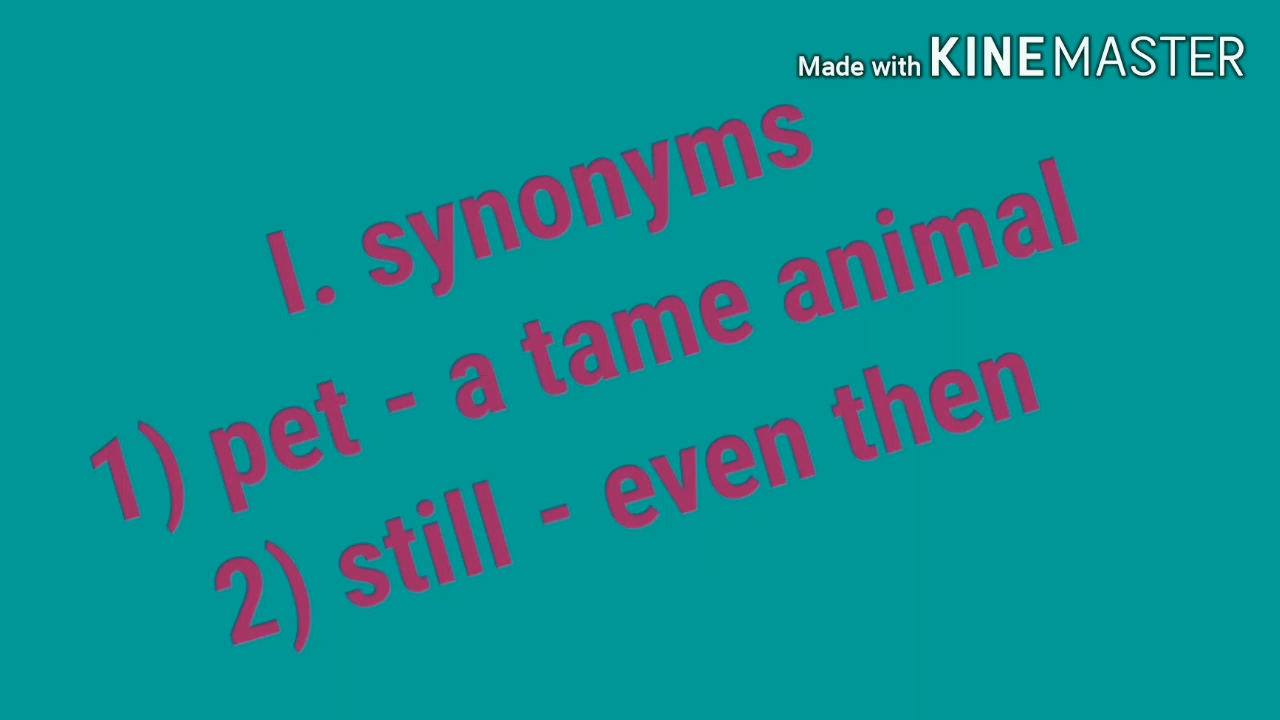 Made with KINEMASTER
I. synonyms
1) pet - a tame animal
2) still - even then